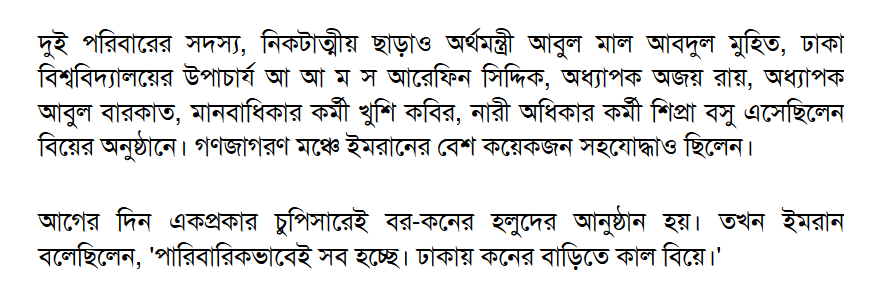 দুই পরিবারের সদস্য, নিকটাত্মীয় ছাড়াও অর্থমন্ত্রী আবুল মাল আবদুল মুহিত, ঢাকা
বিশ্ববিদ্যালয়ের উপাচার্য আ আ ম স আরেফিন সিদ্দিক, অধ্যাপক অজয় রায়, অধ্যাপক
আবুল বারকাত, মানবাধিকার কর্মী খুশি কবির, নারী অধিকার কর্মী শিপ্রা বসু এসেছিলেন
বিয়ের অনুষ্ঠানে। গণজাগরণ মঞ্চে ইমরানের বেশ কয়েকজন সহযোদ্ধাও ছিলেন।
আগের দিন একপ্রকার চুপিসারেই বর-কনের হলুদের আনুষ্ঠান হয়। তখন ইমরান
বলেছিলেন, 'পারিবারিকভাবেই সব হচ্ছে। ঢাকায় কনের বাড়িতে কাল বিয়ে।'